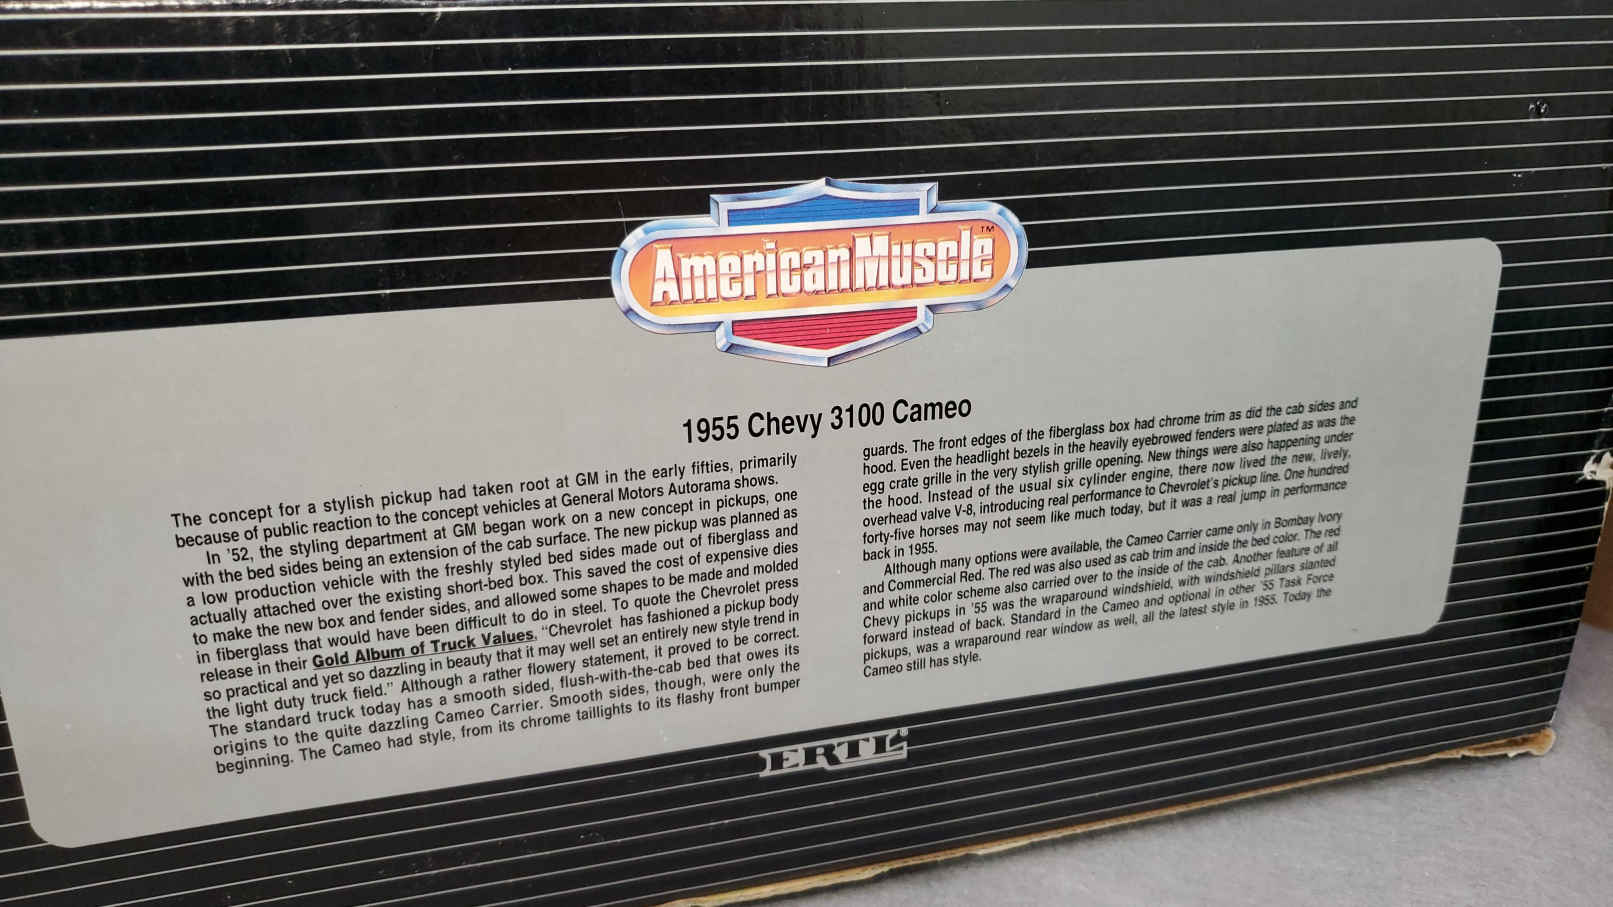 AmericanMuscle™
1955 Chevy 3100 Cameo
The concept for a stylish pickup had taken root at GM in the early fifties, primarily
because of public reaction to the concept vehicles at General Motors Autorama shows.
In '52, the styling department at GM began work on a new concept in pickups, one
with the bed sides being an extension of the cab surface. The new pickup was planned as
a low production vehicle with the freshly styled bed sides made out of fiberglass and
actually attached over the existing short-bed box. This saved the cost of expensive dies
to make the new box and fender sides, and allowed some shapes to be made and molded
in fiberglass that would have been difficult to do in steel. To quote the Chevrolet press
release in their Gold Album of Truck Values, "Chevrolet has fashioned a pickup body
so practical and yet so dazzling in beauty that it may well set an entirely new style trend in
the light duty truck field." Although a rather flowery statement, it proved to be correct.
The standard truck today has a smooth sided, flush-with-the-cab bed that owes its
origins to the quite dazzling Cameo Carrier. Smooth sides, though, were only the
beginning. The Cameo had style, from its chrome taillights to its flashy front bumper
guards. The front edges of the fiberglass box had chrome trim as did the cab sides and
hood. Even the headlight bezels in the heavily eyebrowed fenders were plated as was the
egg crate grille in the very stylish grille opening. New things were also happening under
the hood. Instead of the usual six cylinder engine, there now lived the new, lively,
overhead valve V-8, introducing real performance to Chevrolet's pickup line. One hundred
forty-five horses may not seem like much today, but it was a real jump in performance
back in 1955.
Although many options were available, the Cameo Carrier came only in Bombay Ivory
and Commercial Red. The red was also used as cab trim and inside the bed color. The red
and white color scheme also carried over to the inside of the cab. Another feature of all
Chevy pickups in '55 was the wraparound windshield, with windshield pillars slanted
forward instead of back. Standard in the Cameo and optional in other '55 Task Force
pickups, was a wraparound rear window as well, all the latest style in 1955. Today the
Cameo still has style.
ERTL®